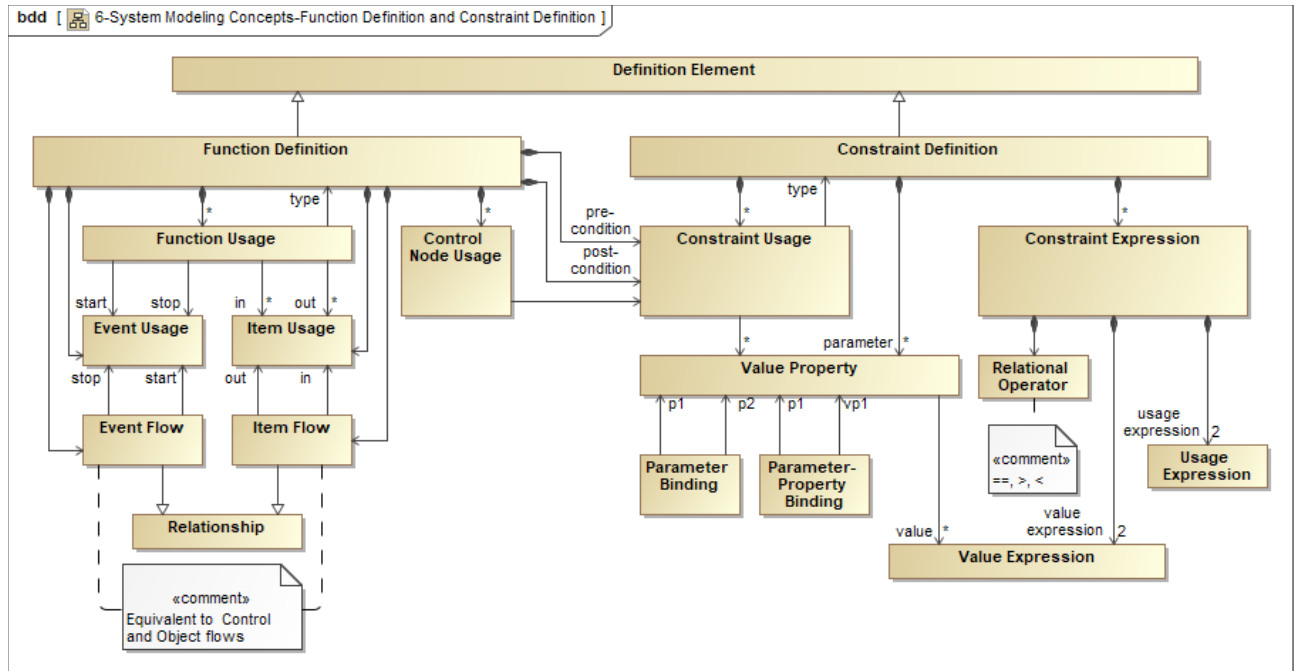 bdd [ 6-System Modeling Concepts-Function Definition and Constraint Definition ]
Definition Element
Function Definition
Constraint Definition
type
*
*
pre-
condition
post-
condition
*
type
*
Function Usage
Control
Node Usage
Constraint Usage
Constraint Expression
start
stop
in
*
out
*
Event Usage
Item Usage
*
parameter
*
stop
start
out
in
Value Property
Relational
Operator
p1
p2
p1
vp1
Event Flow
Item Flow
usage
expression
2
«comment»
==, >, <
Parameter
Binding
Parameter-
Property
Binding
Usage
Expression
Relationship
value
*
value
expression
2
Value Expression
«comment»
Equivalent to Control
and Object flows